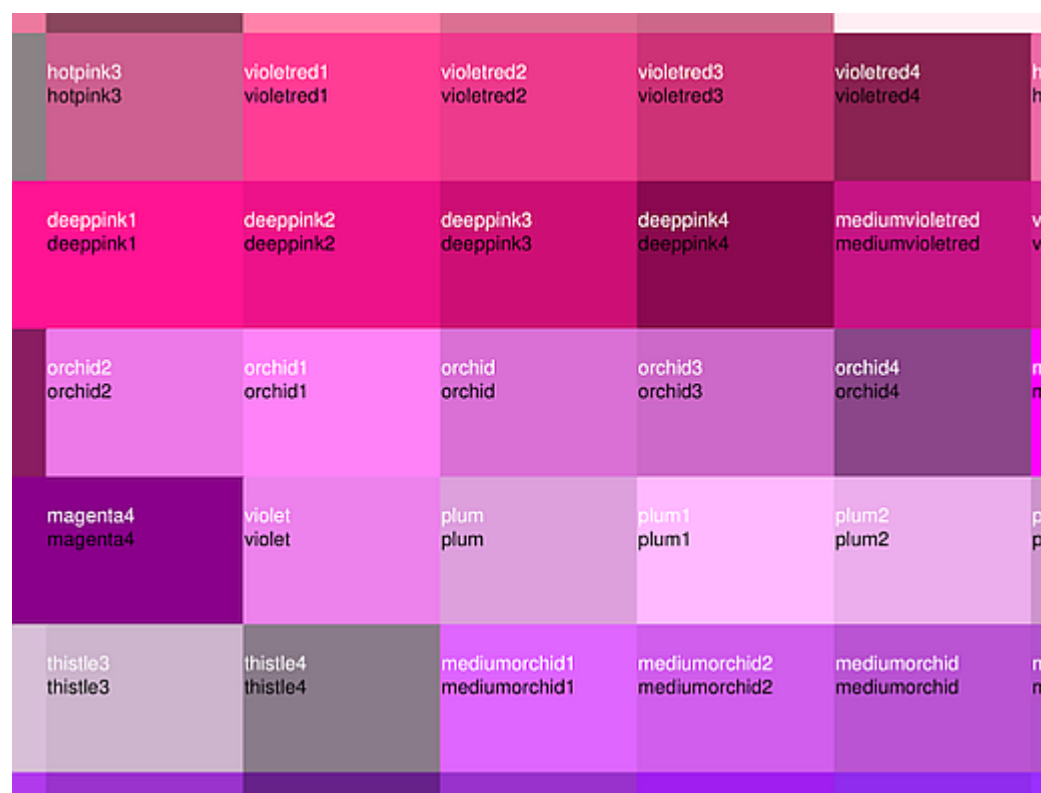 hotpink3 violetred1 violetred2 violetred3 violetred4
hotpink3 violetred1 violetred2 violetred3 violetred4
deeppink1 deeppink2 deeppink3 deeppink4 mediumvioletred
deeppink1 deeppink2 deeppink3 deeppink4 mediumvioletred
orchid2 orchid1 orchid orchid3 orchid4
orchid2 orchid1 orchid orchid3 orchid4
magenta4 violet plum plum1 plum2
magenta4 violet plum plum1 plum2
thistle3 thistle4 mediumorchid1 mediumorchid2 mediumorchid
thistle3 thistle4 mediumorchid1 mediumorchid2 mediumorchid